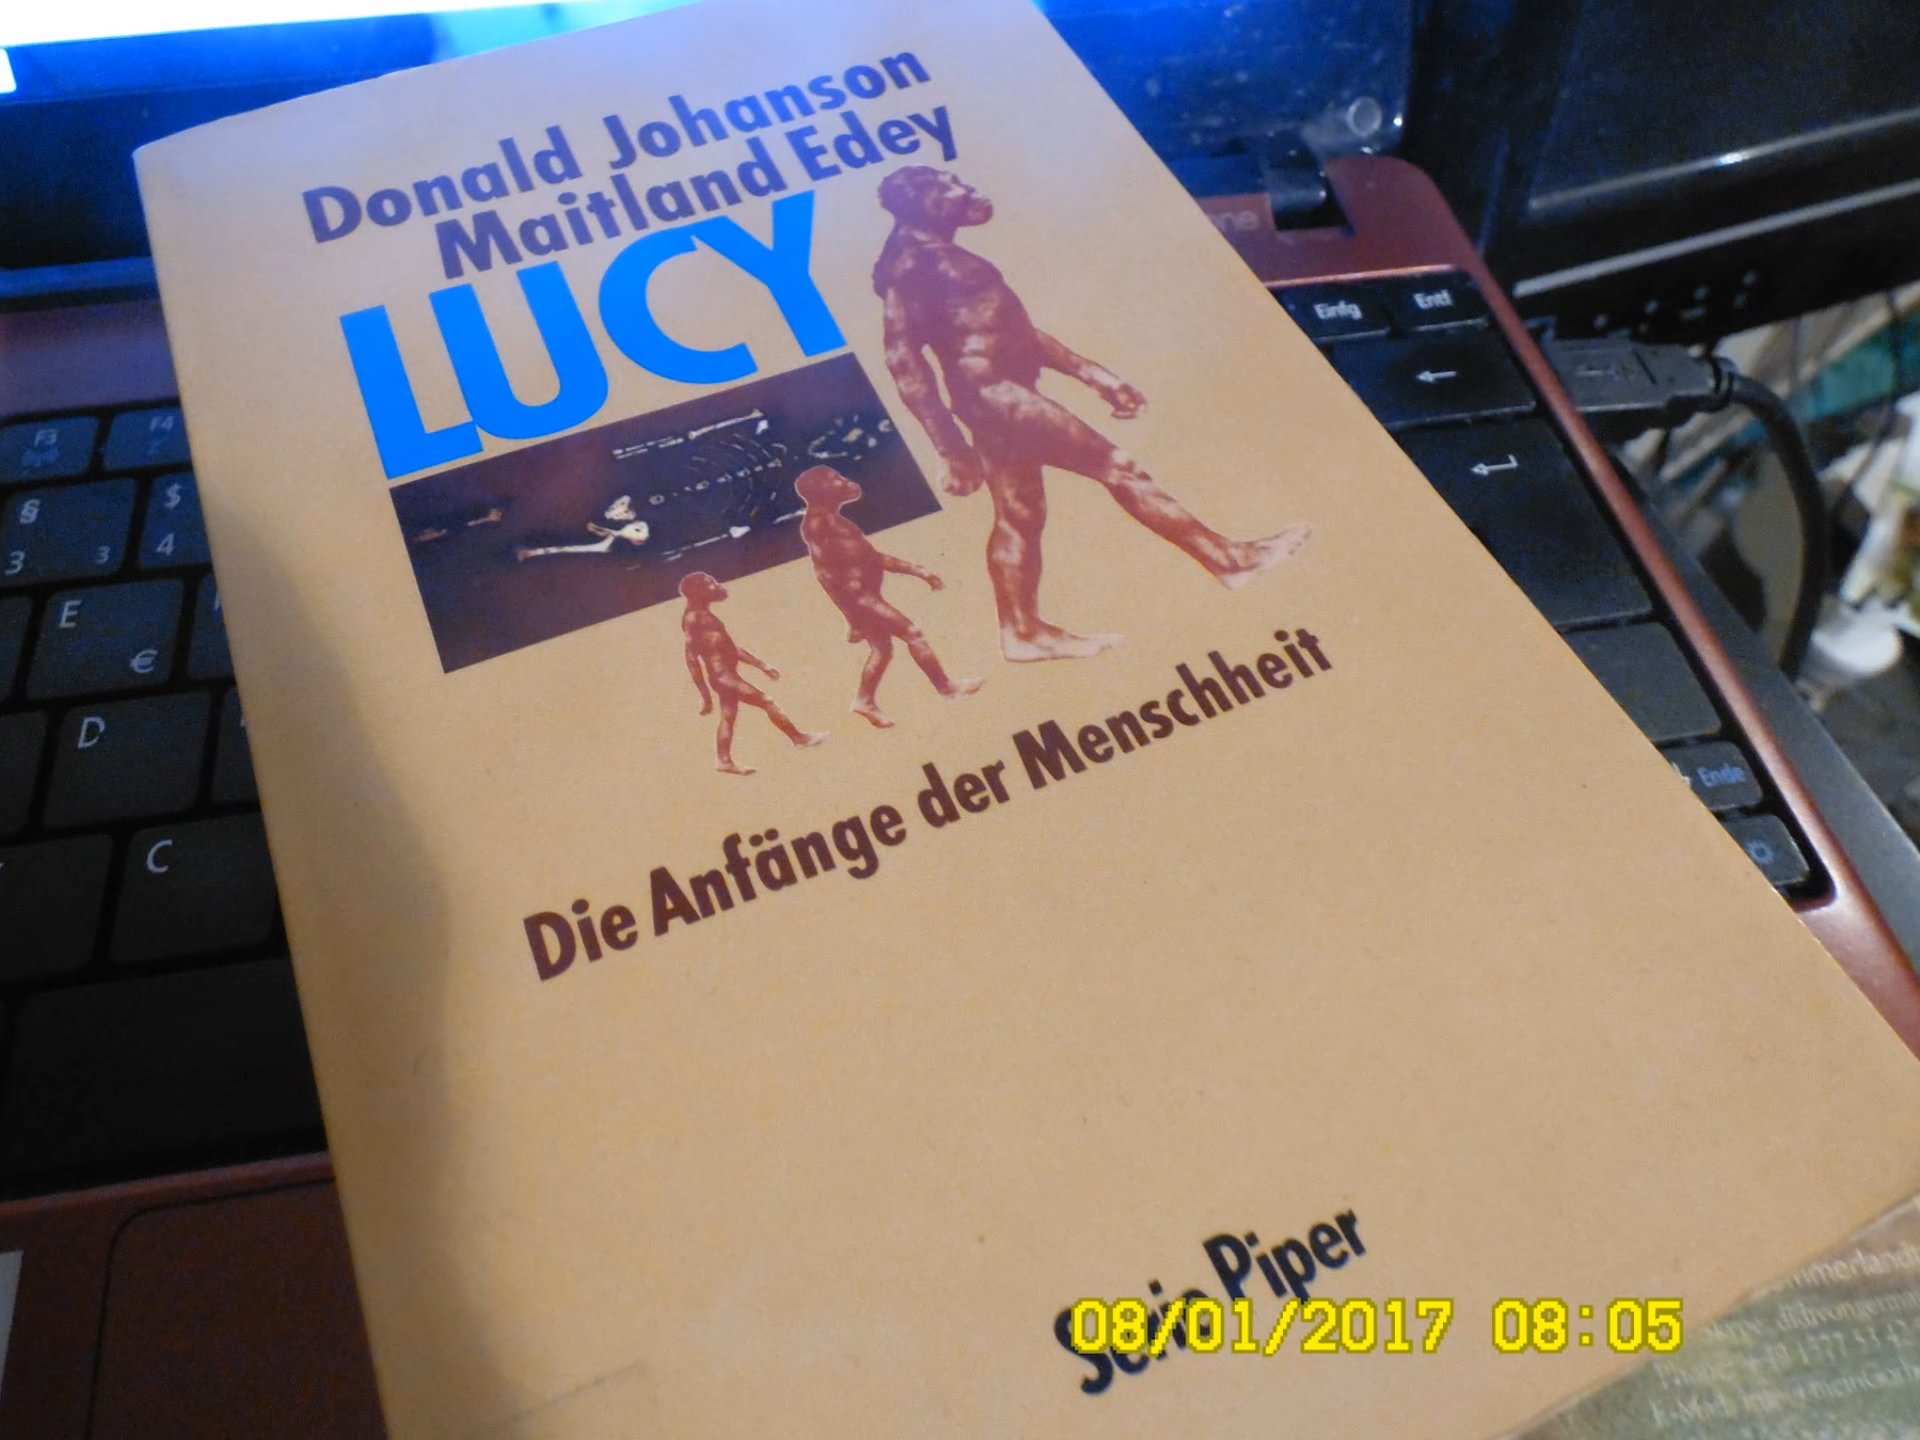 Donald Johanson
Maitland Edey
LUCY
Die Anfänge der Menschheit
Serie Piper
08/01/2017 08:05
Einfg
Entf
F3
F4
§
3
3
$
4
E
€
D
C
Ende